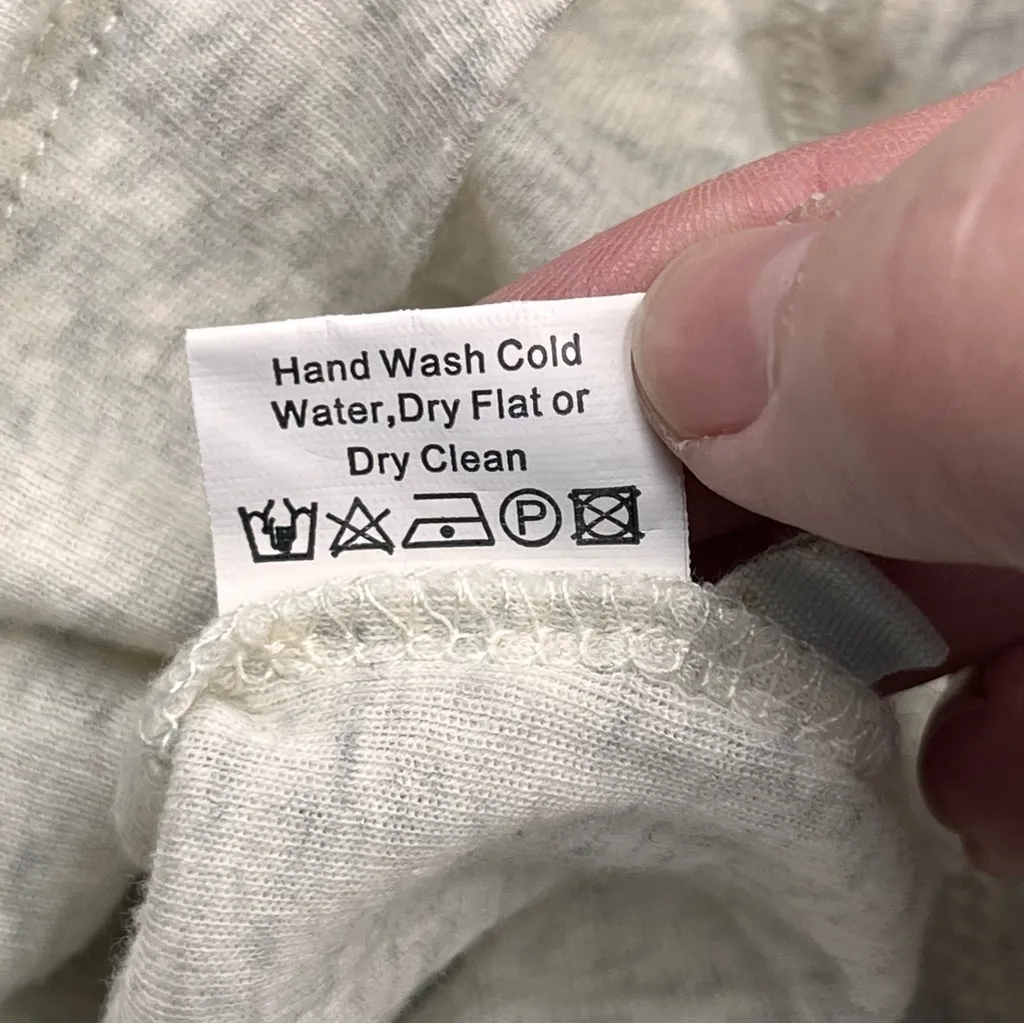 Hand Wash Cold
Water,Dry Flat or
Dry Clean
P